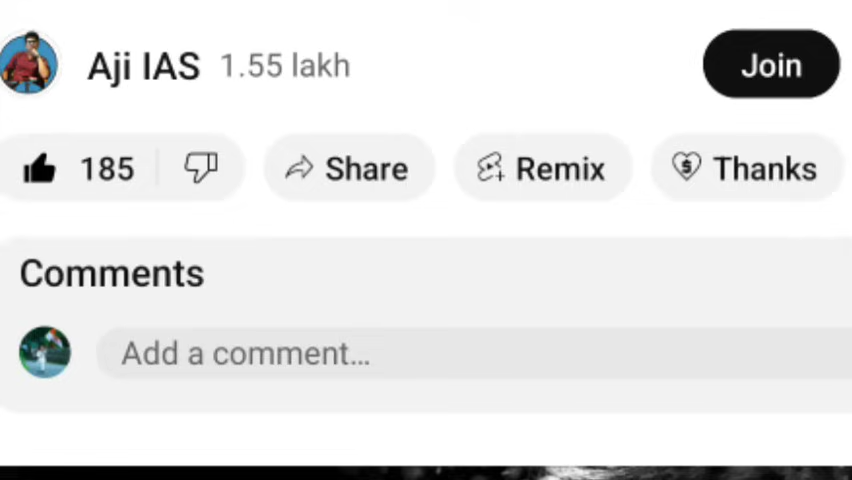 Aji IAS 1.55 lakh Join
185 Share Remix Thanks
Comments
Add a comment...